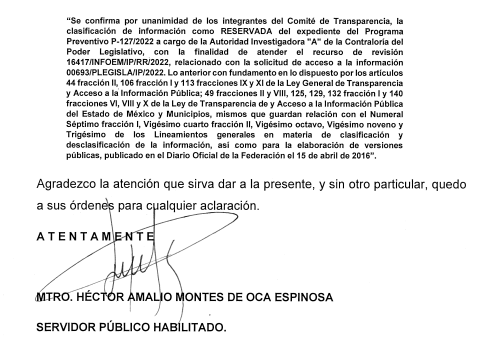 "Se confirma por unanimidad de los integrantes del Comité de Transparencia, la
clasificación de información como RESERVADA del expediente del Programa
Preventivo P-127/2022 a cargo de la Autoridad Investigadora "A" de la Contraloría del
Poder Legislativo, con la finalidad de atender el recurso de revisión
16417/INFOEM/IP/RR/2022, relacionado con la solicitud de acceso a la información
00693/PLEGISLA/IP/2022. Lo anterior con fundamento en lo dispuesto por los artículos
44 fracción II, 106 fracción I y 113 fracciones IX y XI de la Ley General de Transparencia
y Acceso a la Información Pública; 49 fracciones II y VIII, 125, 129, 132 fracción I y 140
fracciones VI, VIII y X de la Ley de Transparencia de y Acceso a la Información Pública
del Estado de México y Municipios, mismos que guardan relación con el Numeral
Séptimo fracción I, Vigésimo cuarto fracción II, Vigésimo octavo, Vigésimo noveno y
Trigésimo de los Lineamientos generales en materia de clasificación y
desclasificación de la información, así como para la elaboración de versiones
públicas, publicado en el Diario Oficial de la Federación el 15 de abril de 2016".
Agradezco la atención que sirva dar a la presente, y sin otro particular, quedo
a sus órdenes para cualquier aclaración.
A T E N T A M E N T E
MTRO. HÉCTOR AMALIO MONTES DE OCA ESPINOSA
SERVIDOR PÚBLICO HABILITADO.